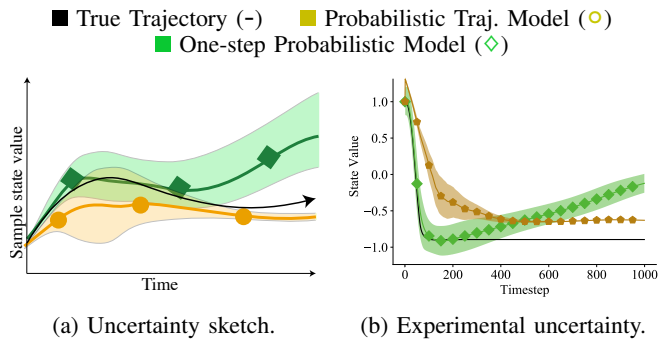 True Trajectory (-) Probabilistic Traj. Model ( )
One-step Probabilistic Model ( )
Sample state value
Time
State Value
1.0
0.5
0.0
−0.5
−1.0
0 200 400 600 800 1000
Timestep
(a) Uncertainty sketch.
(b) Experimental uncertainty.